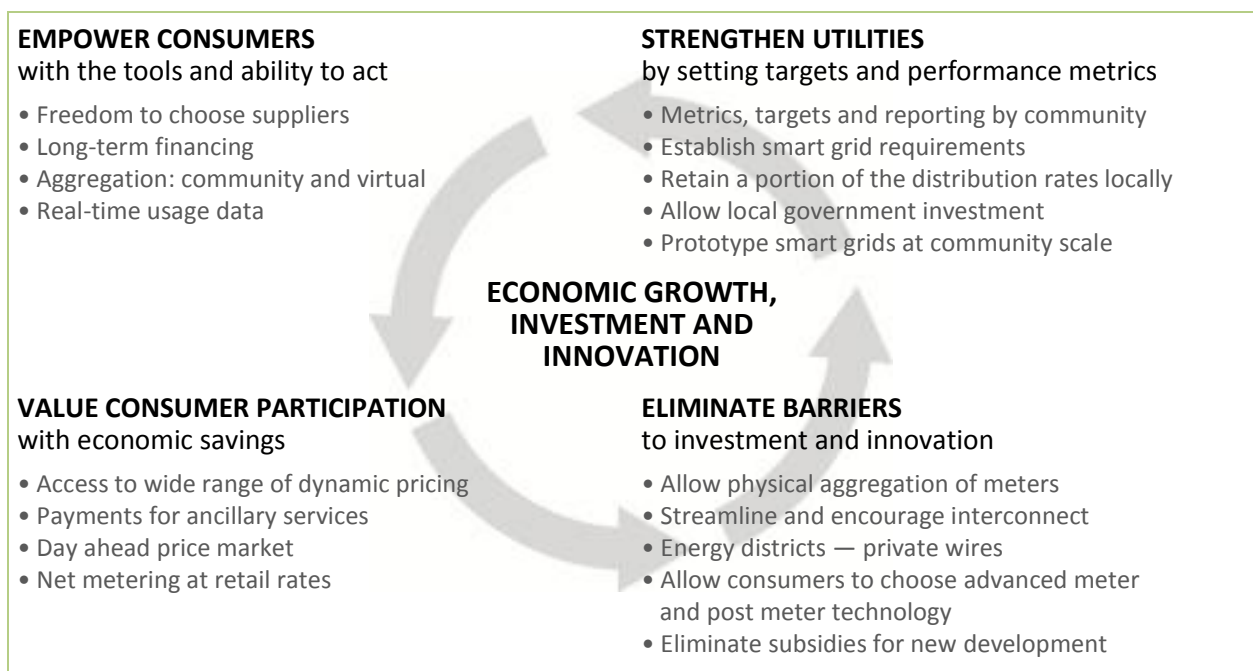 EMPOWER CONSUMERS
with the tools and ability to act
• Freedom to choose suppliers
• Long-term financing
• Aggregation: community and virtual
• Real-time usage data
STRENGTHEN UTILITIES
by setting targets and performance metrics
• Metrics, targets and reporting by community
• Establish smart grid requirements
• Retain a portion of the distribution rates locally
• Allow local government investment
• Prototype smart grids at community scale
ECONOMIC GROWTH,
INVESTMENT AND
INNOVATION
VALUE CONSUMER PARTICIPATION
with economic savings
• Access to wide range of dynamic pricing
• Payments for ancillary services
• Day ahead price market
• Net metering at retail rates
ELIMINATE BARRIERS
to investment and innovation
• Allow physical aggregation of meters
• Streamline and encourage interconnect
• Energy districts — private wires
• Allow consumers to choose advanced meter
and post meter technology
• Eliminate subsidies for new development